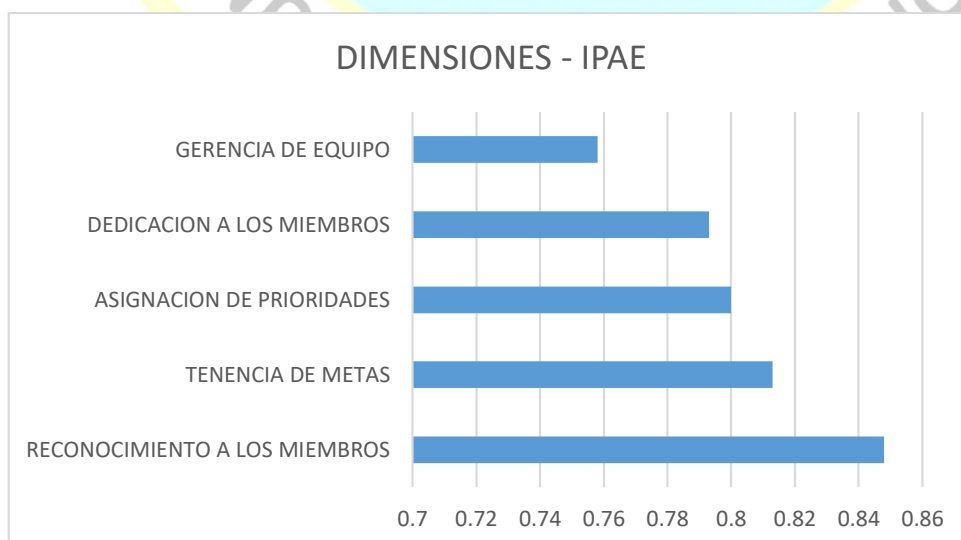 DIMENSIONES - IPAE
GERENCIA DE EQUIPO
DEDICACION A LOS MIEMBROS
ASIGNACION DE PRIORIDADES
TENENCIA DE METAS
RECONOCIMIENTO A LOS MIEMBROS
0.7 0.72 0.74 0.76 0.78 0.8 0.82 0.84 0.86